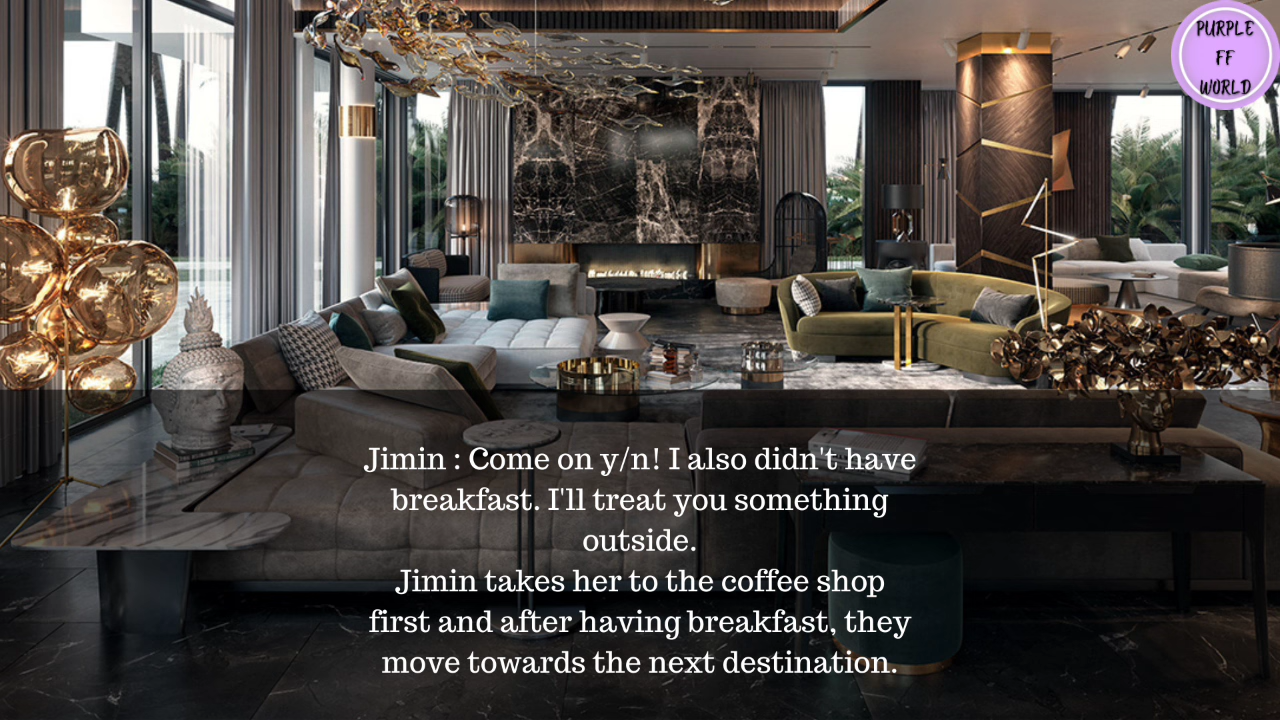 PURPLE
FF
WORLD
Jimin : Come on y/n! I also didn't have
breakfast. I'll treat you something
outside.
Jimin takes her to the coffee shop
first and after having breakfast, they
move towards the next destination.